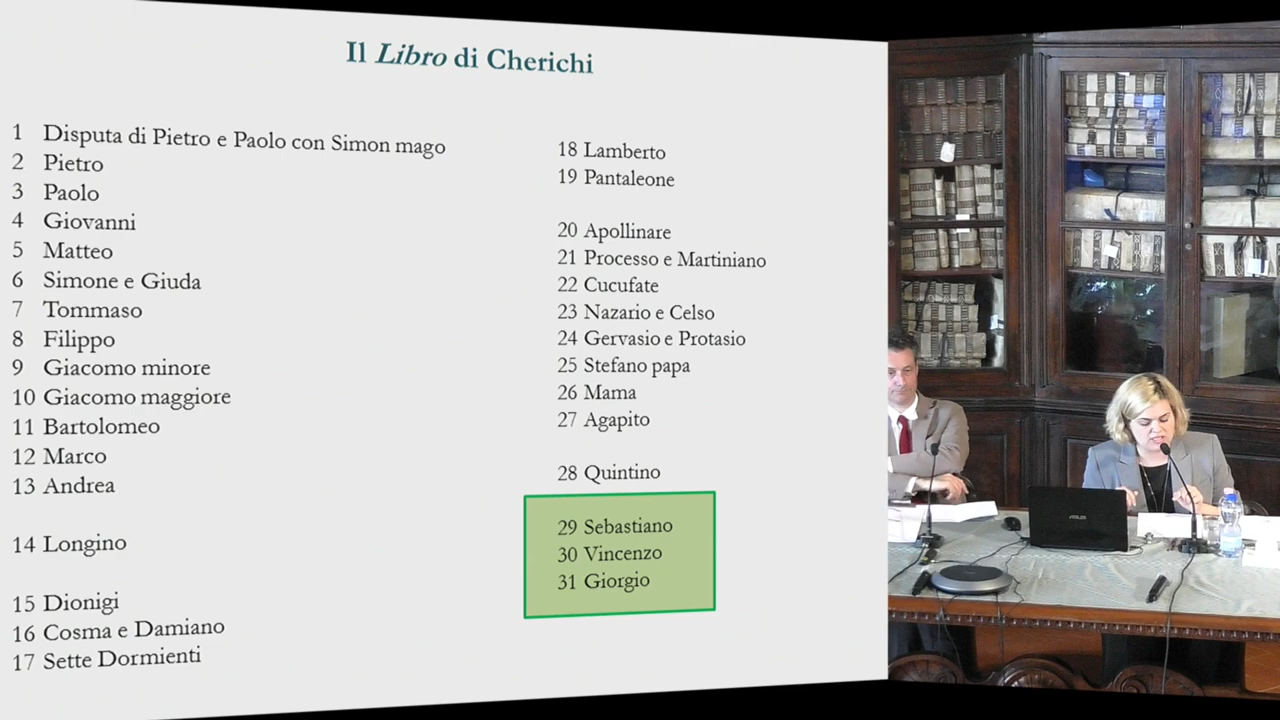 Il Libro di Cherichi
1 Disputa di Pietro e Paolo con Simon mago
2 Pietro
3 Paolo
4 Giovanni
5 Matteo
6 Simone e Giuda
7 Tommaso
8 Filippo
9 Giacomo minore
10 Giacomo maggiore
11 Bartolomeo
12 Marco
13 Andrea
14 Longino
15 Dionigi
16 Cosma e Damiano
17 Sette Dormienti
18 Lamberto
19 Pantaleone
20 Apollinare
21 Processo e Martiniano
22 Cucufate
23 Nazario e Celso
24 Gervasio e Protasio
25 Stefano papa
26 Mama
27 Agapito
28 Quintino
29 Sebastiano
30 Vincenzo
31 Giorgio
ASUS